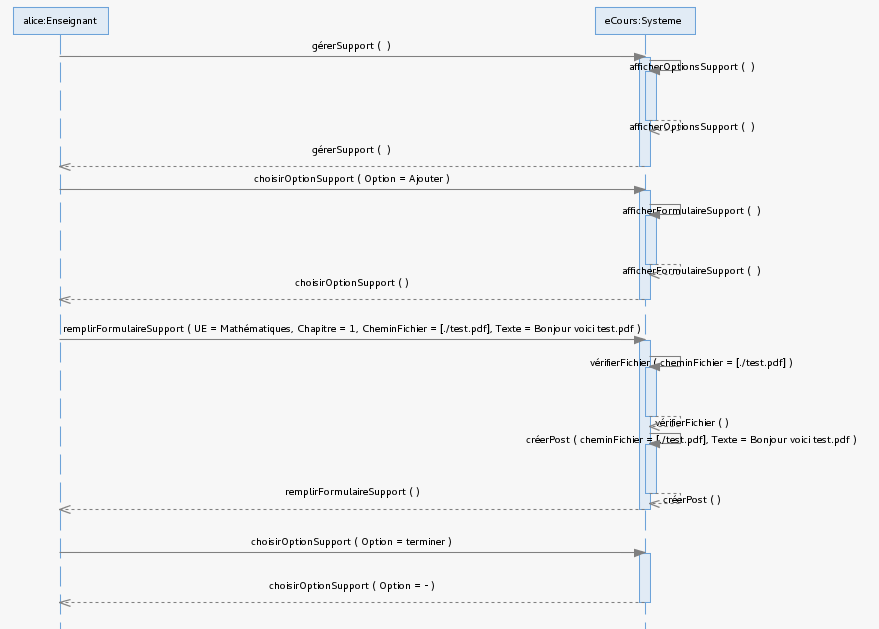 alice:Enseignant
eCours:Systeme
gérerSupport (  )
afficherOptionsSupport (  )
afficherOptionsSupport (  )
gérerSupport (  )
choisirOptionSupport ( Option = Ajouter )
afficherFormulaireSupport (  )
afficherFormulaireSupport (  )
choisirOptionSupport ( )
remplirFormulaireSupport ( UE = Mathématiques, Chapitre = 1, CheminFichier = [./test.pdf], Texte = Bonjour voici test.pdf )
vérifierFichier ( cheminFichier = [./test.pdf] )
vérifierFichier ( )
créerPost ( cheminFichier = [./test.pdf], Texte = Bonjour voici test.pdf )
remplirFormulaireSupport ( )
créerPost ( )
choisirOptionSupport ( Option = terminer )
choisirOptionSupport ( Option = - )